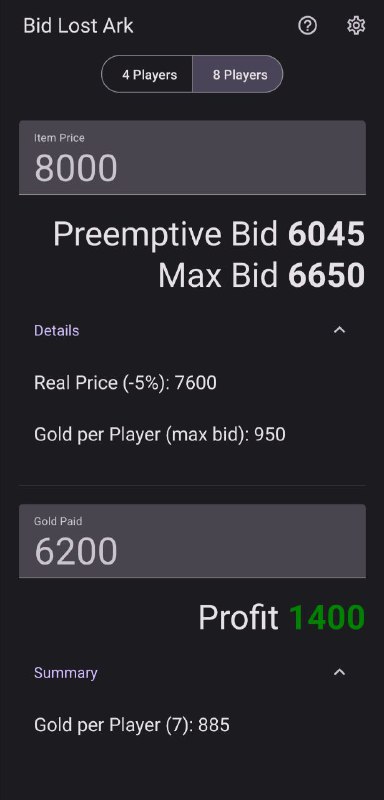 Bid Lost Ark
4 Players
8 Players
Item Price
8000
Preemptive Bid 6045
Max Bid 6650
Details
Real Price (-5%): 7600
Gold per Player (max bid): 950
Gold Paid
6200
Profit 1400
Summary
Gold per Player (7): 885